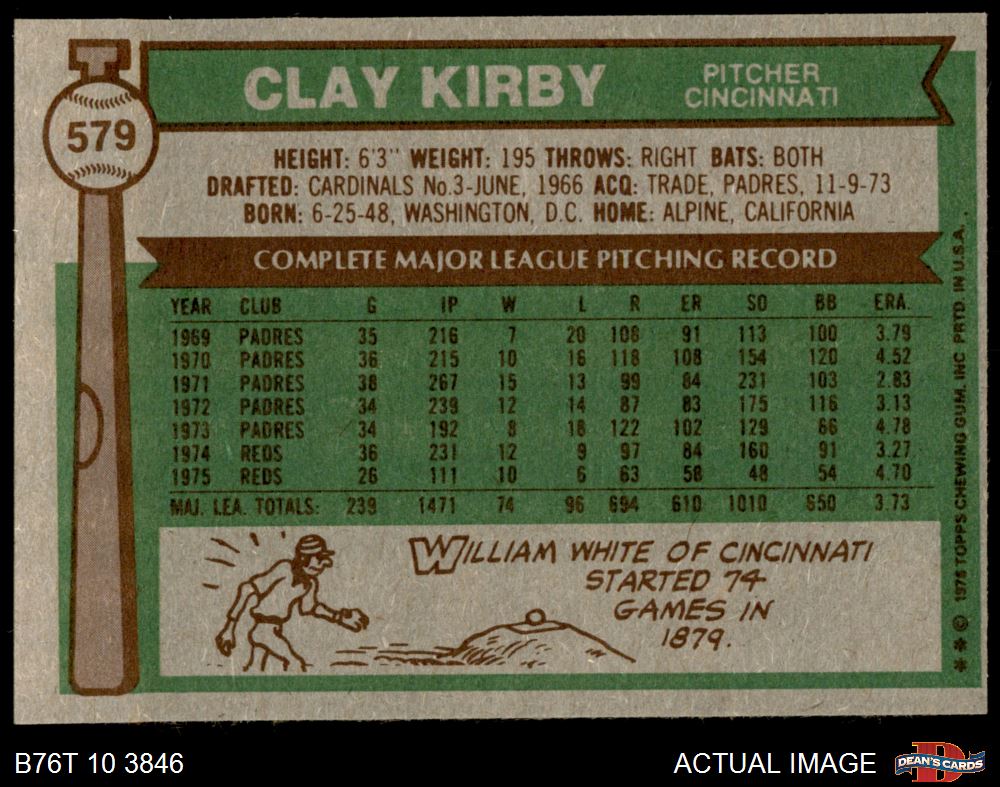 579
CLAY KIRBY
PITCHER
CINCINNATI
HEIGHT: 6'3" WEIGHT: 195 THROWS: RIGHT BATS: BOTH
DRAFTED: CARDINALS No.3-JUNE, 1966 ACQ: TRADE, PADRES, 11-9-73
BORN: 6-25-48, WASHINGTON, D.C. HOME: ALPINE, CALIFORNIA
COMPLETE MAJOR LEAGUE PITCHING RECORD
YEAR CLUB G IP W L R ER SO BB ERA.
1969 PADRES 35 216 7 20 108 91 113 100 3.79
1970 PADRES 36 215 10 16 118 108 154 120 4.52
1971 PADRES 38 267 15 13 99 84 231 103 2.83
1972 PADRES 34 239 12 14 87 83 175 116 3.13
1973 PADRES 34 192 8 18 122 102 129 66 4.78
1974 REDS 36 231 12 9 97 84 160 91 3.27
1975 REDS 26 111 10 6 63 58 48 54 4.70
MAJ. LEA. TOTALS: 239 1471 74 96 694 610 1010 650 3.73
WILLIAM WHITE OF CINCINNATI
STARTED 74
GAMES IN
1879.
** © 1976 TOPPS CHEWING GUM, INC. PRTD. IN U.S.A.
B76T 10 3846
ACTUAL IMAGE
DEAN'S CARDS